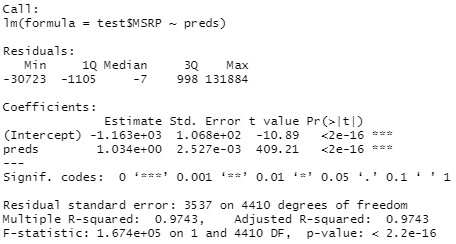 Call:
lm(formula = test$MSRP ~ preds)
Residuals:
Min 1Q Median 3Q Max
-30723 -1105 -7 998 131884
Coefficients:
Estimate Std. Error t value Pr(>|t|)
(Intercept) -1.163e+03 1.068e+02 -10.89 <2e-16 ***
preds 1.034e+00 2.527e-03 409.21 <2e-16 ***
---
Signif. codes: 0 ‘***’ 0.001 ‘**’ 0.01 ‘*’ 0.05 ‘.’ 0.1 ‘ ’ 1
Residual standard error: 3537 on 4410 degrees of freedom
Multiple R-squared: 0.9743, Adjusted R-squared: 0.9743
F-statistic: 1.674e+05 on 1 and 4410 DF, p-value: < 2.2e-16